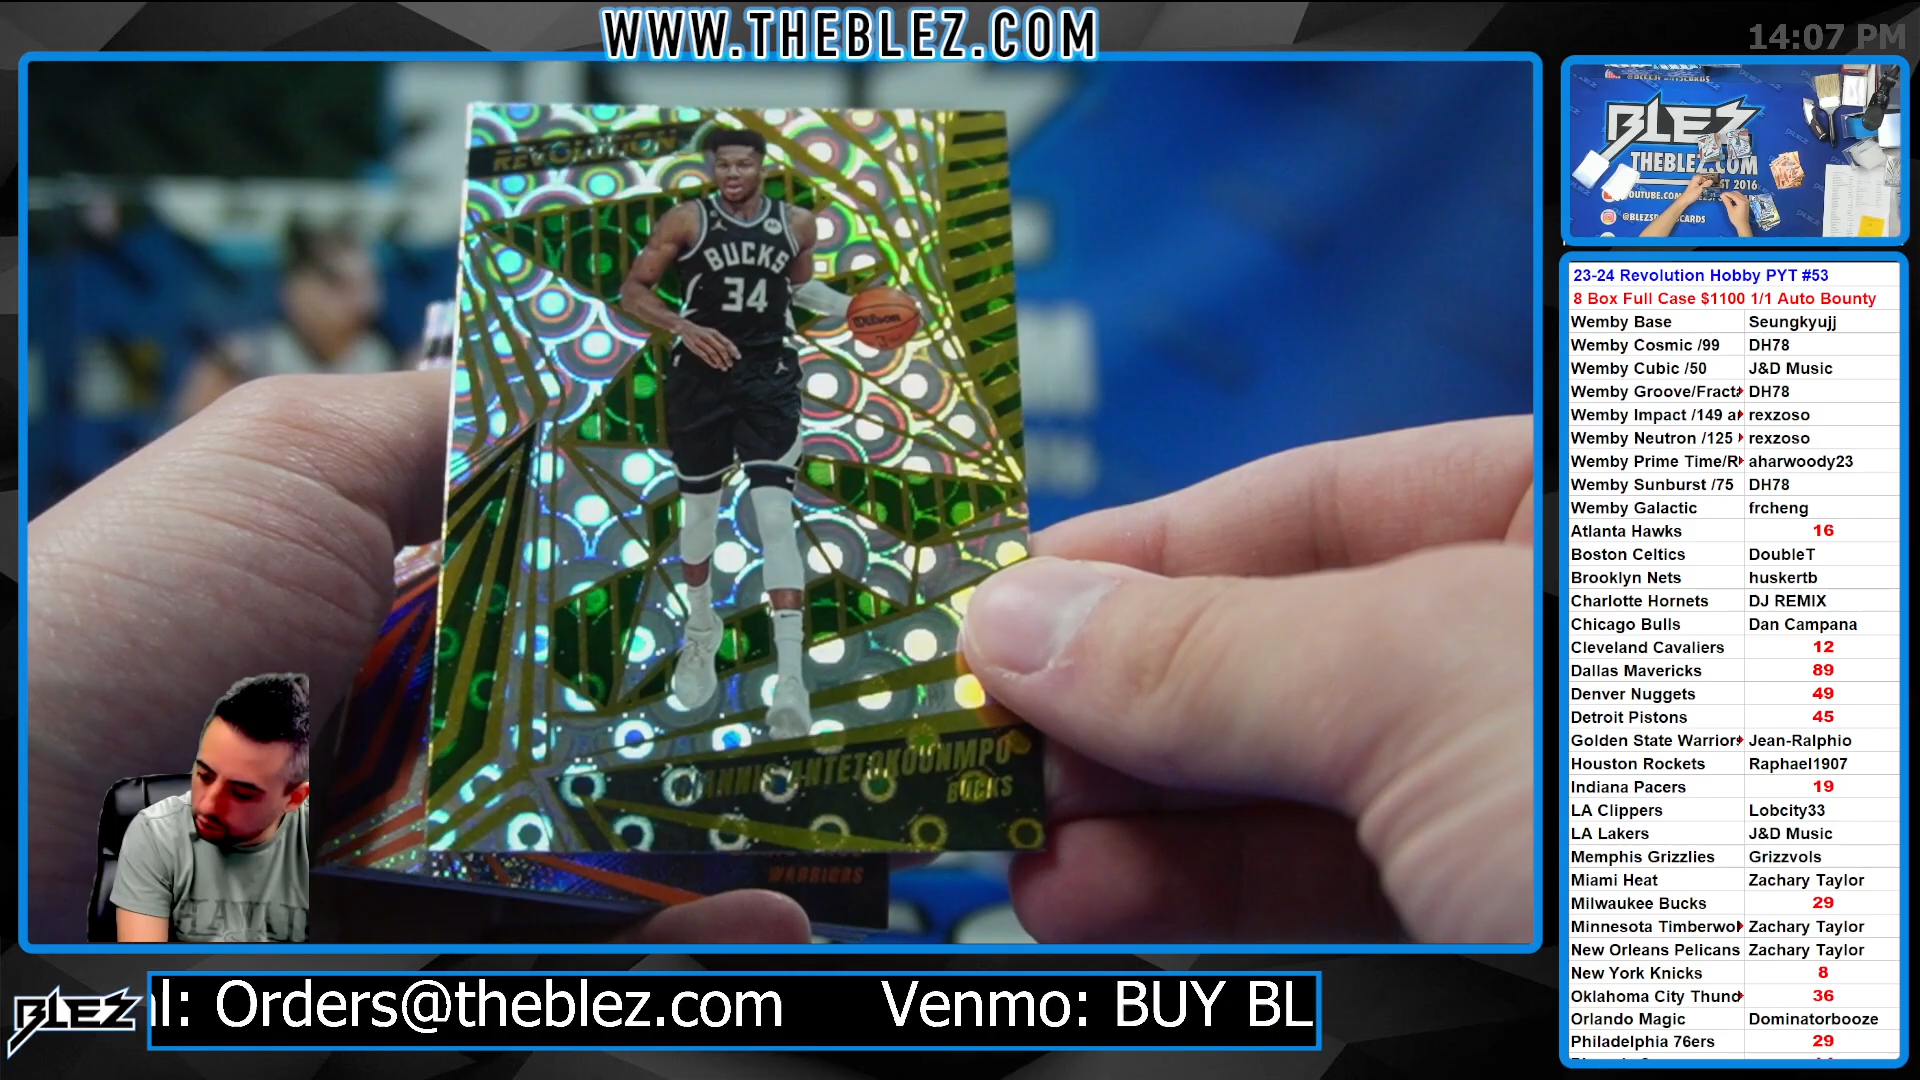 WWW.THEBLEZ.COM
14:07 PM
REVOLUTION
BUCKS
34
Wilson
GIANNIS ANTETOKOUNMPO
BUCKS
WARRIORS
BLEZ
THEBLEZ.COM
@BLEZSPORTSCARDS
23-24 Revolution Hobby PYT #53
8 Box Full Case $1100 1/1 Auto Bounty
Wemby Base Seungkyujj
Wemby Cosmic /99 DH78
Wemby Cubic /50 J&D Music
Wemby Groove/Fract DH78
Wemby Impact /149 a rexzoso
Wemby Neutron /125 rexzoso
Wemby Prime Time/R aharwoody23
Wemby Sunburst /75 DH78
Wemby Galactic frcheng
Atlanta Hawks 16
Boston Celtics DoubleT
Brooklyn Nets huskertb
Charlotte Hornets DJ REMIX
Chicago Bulls Dan Campana
Cleveland Cavaliers 12
Dallas Mavericks 89
Denver Nuggets 49
Detroit Pistons 45
Golden State Warrior Jean-Ralphio
Houston Rockets Raphael1907
Indiana Pacers 19
LA Clippers Lobcity33
LA Lakers J&D Music
Memphis Grizzlies Grizzvols
Miami Heat Zachary Taylor
Milwaukee Bucks 29
Minnesota Timberwol Zachary Taylor
New Orleans Pelicans Zachary Taylor
New York Knicks 8
Oklahoma City Thund 36
Orlando Magic Dominatorbooze
Philadelphia 76ers 29
BLEZ
l: Orders@theblez.com Venmo: BUY BL